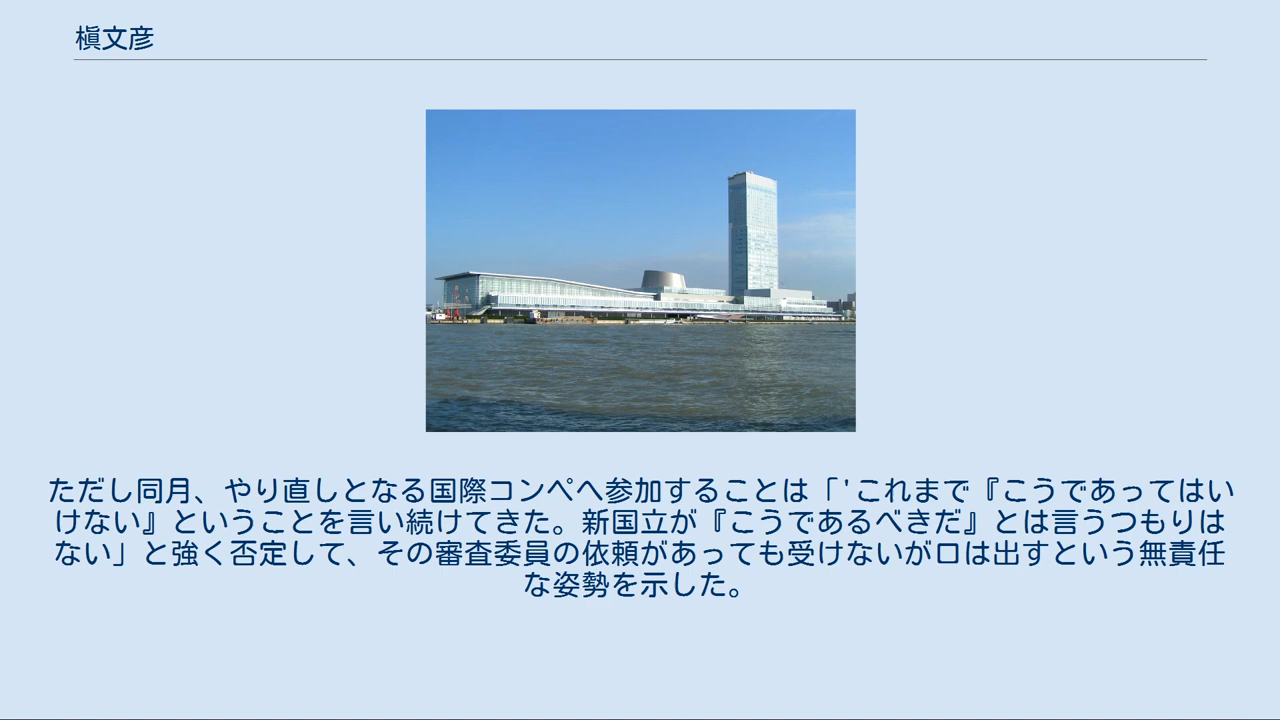 槇文彦
ただし同月、やり直しとなる国際コンペへ参加することは「'これまで『こうであってはい
けない』ということを言い続けてきた。新国立が『こうであるべきだ』とは言うつもりは
ない」と強く否定して、その審査委員の依頼があっても受けないが口は出すという無責任
な姿勢を示した。